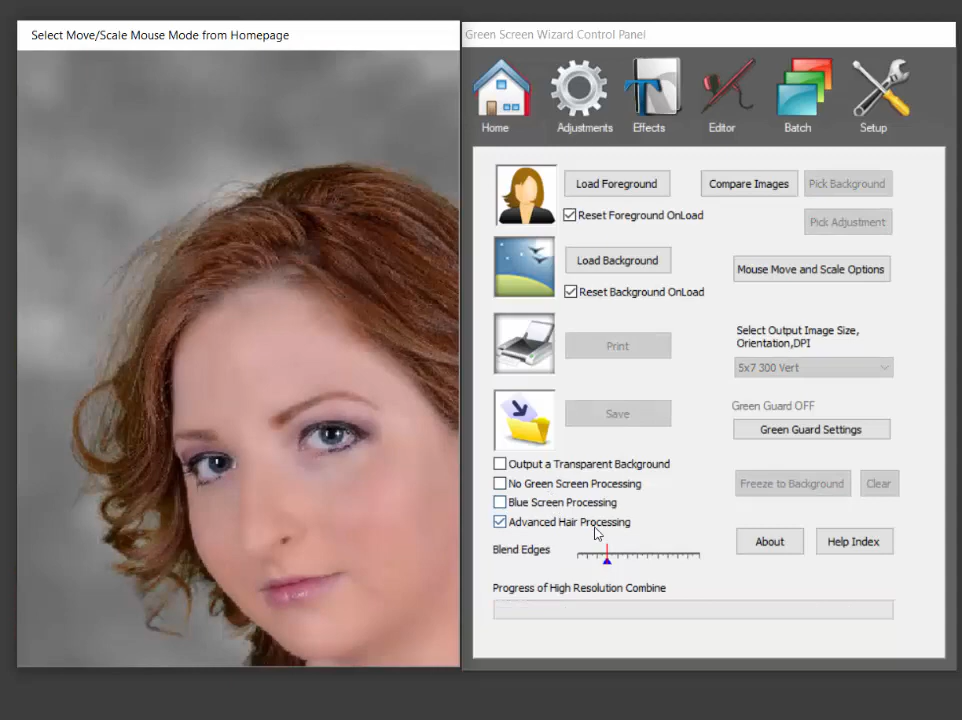 Select Move/Scale Mouse Mode from Homepage
Green Screen Wizard Control Panel
Home
Adjustments
Effects
Editor
Batch
Setup
Load Foreground
Compare Images
Pick Background
Reset Foreground OnLoad
Pick Adjustment
Load Background
Mouse Move and Scale Options
Reset Background OnLoad
Select Output Image Size,
Orientation,DPI
Print
5x7 300 Vert
Green Guard OFF
Save
Green Guard Settings
Output a Transparent Background
No Green Screen Processing
Freeze to Background
Clear
Blue Screen Processing
Advanced Hair Processing
About
Help Index
Blend Edges
Progress of High Resolution Combine